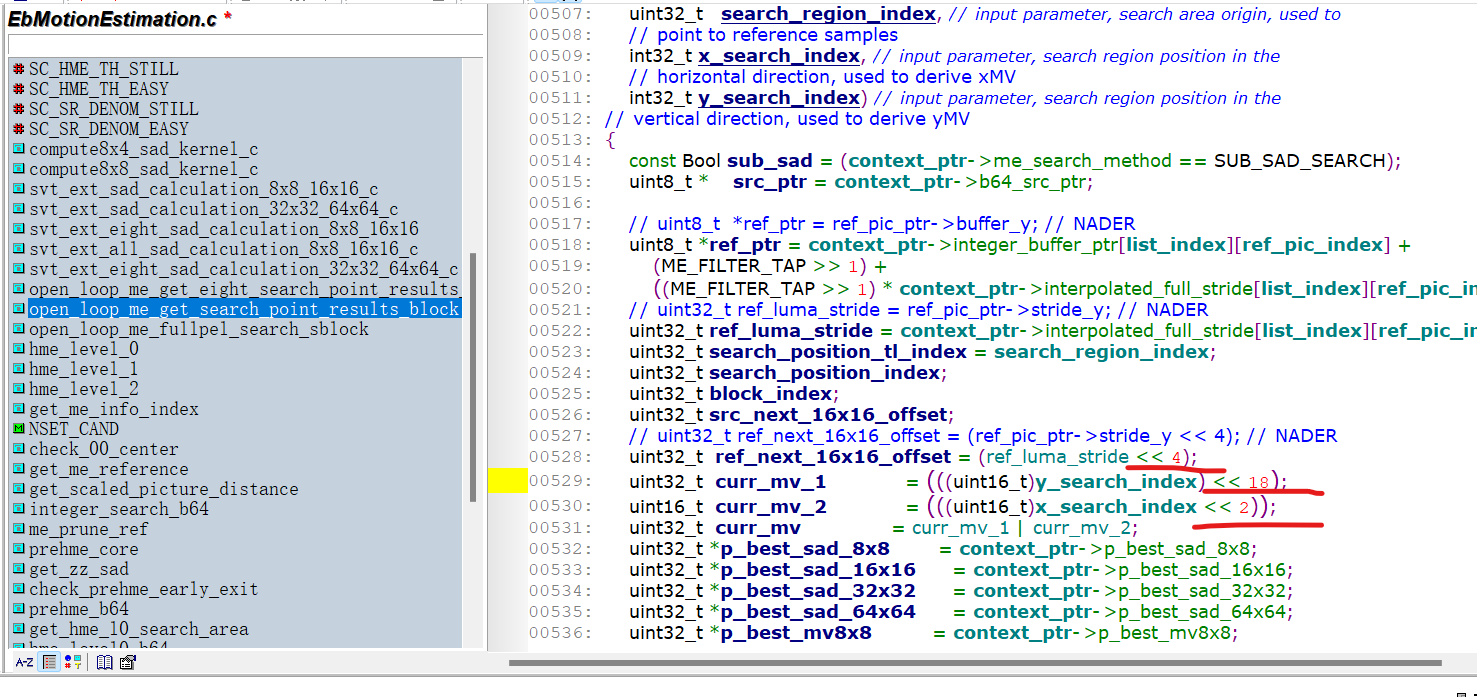 EbMotionEstimation.c *
SC_HME_TH_STILL
SC_HME_TH_EASY
SC_SR_DENOM_STILL
SC_SR_DENOM_EASY
compute8x4_sad_kernel_c
compute8x8_sad_kernel_c
svt_ext_sad_calculation_8x8_16x16_c
svt_ext_sad_calculation_32x32_64x64_c
svt_ext_eight_sad_calculation_8x8_16x16
svt_ext_all_sad_calculation_8x8_16x16_c
svt_ext_eight_sad_calculation_32x32_64x64_c
open_loop_me_get_eight_search_point_results_
open_loop_me_get_search_point_results_block
open_loop_me_fullpel_search_sblock
hme_level_0
hme_level_1
hme_level_2
get_me_info_index
NSET_CAND
check_00_center
get_me_reference
get_scaled_picture_distance
integer_search_b64
me_prune_ref
prehme_core
get_zz_sad
check_prehme_early_exit
prehme_b64
get_hme_l0_search_area
hme_level0_b64
A-Z
00507: uint32_t search_region_index, // input parameter, search area origin, used to
00508: // point to reference samples
00509: int32_t x_search_index, // input parameter, search region position in the
00510: // horizontal direction, used to derive xMV
00511: int32_t y_search_index) // input parameter, search region position in the
00512: // vertical direction, used to derive yMV
00513: {
00514: const Bool sub_sad = (context_ptr->me_search_method == SUB_SAD_SEARCH);
00515: uint8_t * src_ptr = context_ptr->b64_src_ptr;
00516:
00517: // uint8_t *ref_ptr = ref_pic_ptr->buffer_y; // NADER
00518: uint8_t *ref_ptr = context_ptr->integer_buffer_ptr[list_index][ref_pic_index] +
00519: (ME_FILTER_TAP >> 1) +
00520: ((ME_FILTER_TAP >> 1) * context_ptr->interpolated_full_stride[list_index][ref_pic_in
00521: // uint32_t ref_luma_stride = ref_pic_ptr->stride_y; // NADER
00522: uint32_t ref_luma_stride = context_ptr->interpolated_full_stride[list_index][ref_pic_in
00523: uint32_t search_position_tl_index = search_region_index;
00524: uint32_t search_position_index;
00525: uint32_t block_index;
00526: uint32_t src_next_16x16_offset;
00527: // uint32_t ref_next_16x16_offset = (ref_pic_ptr->stride_y << 4); // NADER
00528: uint32_t ref_next_16x16_offset = (ref_luma_stride << 4);
00529: uint32_t curr_mv_1 = (((uint16_t)y_search_index) << 18);
00530: uint16_t curr_mv_2 = (((uint16_t)x_search_index << 2));
00531: uint32_t curr_mv = curr_mv_1 | curr_mv_2;
00532: uint32_t *p_best_sad_8x8 = context_ptr->p_best_sad_8x8;
00533: uint32_t *p_best_sad_16x16 = context_ptr->p_best_sad_16x16;
00534: uint32_t *p_best_sad_32x32 = context_ptr->p_best_sad_32x32;
00535: uint32_t *p_best_sad_64x64 = context_ptr->p_best_sad_64x64;
00536: uint32_t *p_best_mv8x8 = context_ptr->p_best_mv8x8;